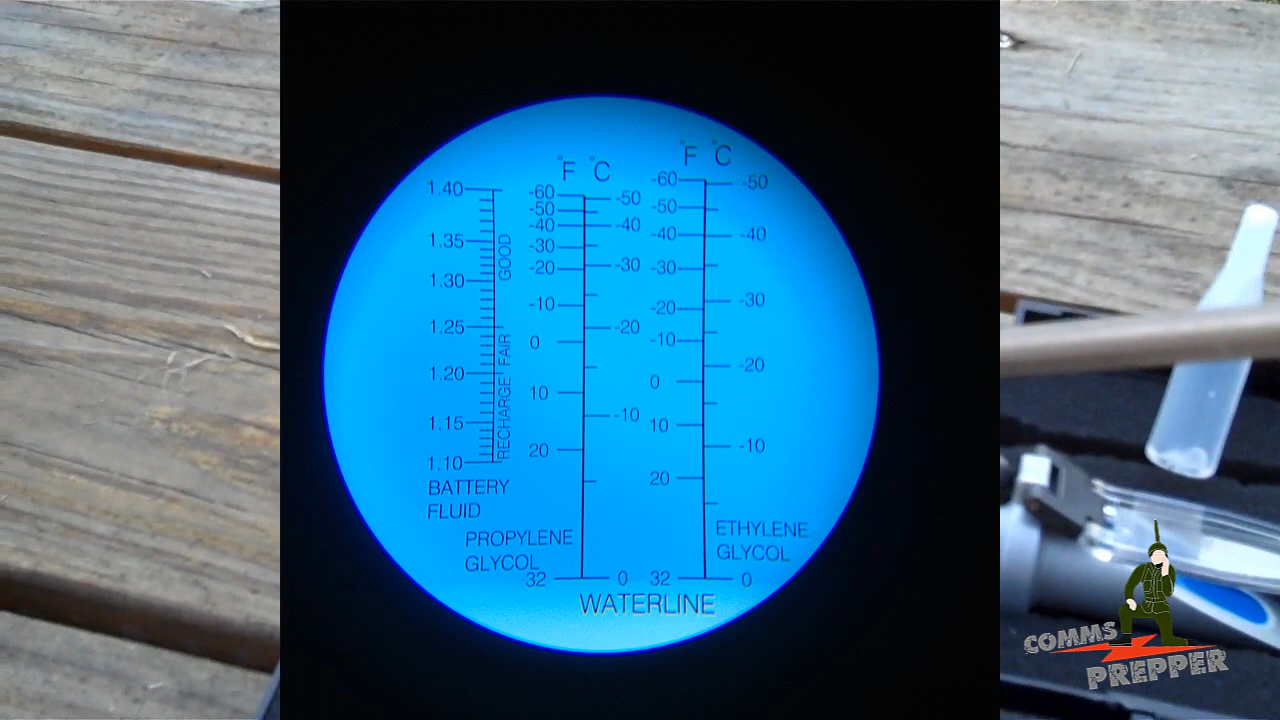 °F °C
1.40
1.35
1.30
1.25
1.20
1.15
1.10
GOOD
FAIR
RECHARGE
BATTERY
FLUID
°F °C
-60
-50
-40
-30
-20
-10
0
10
20
32
-50
-40
-30
-20
-10
0
PROPYLENE
GLYCOL
-60
-50
-40
-30
-20
-10
0
10
20
32
-50
-40
-30
-20
-10
0
ETHYLENE
GLYCOL
WATERLINE
COMMS
PREPPER